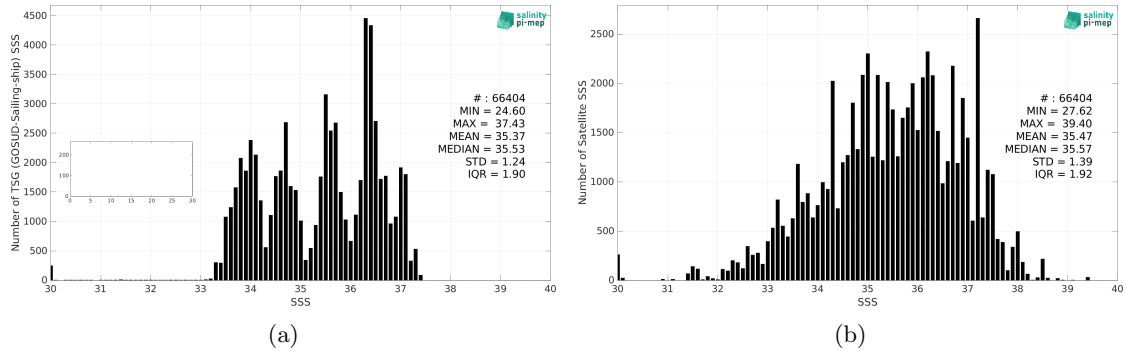 salinity
pi-mep
Number of TSG (GOSUD-Sailing-ship) SSS
4500
4000
3500
3000
2500
2000
1500
1000
500
0
# : 66404
MIN = 24.60
MAX = 37.43
MEAN = 35.37
MEDIAN = 35.53
STD = 1.24
IQR = 1.90
200
100
0
0 5 10 15 20 25 30
30 31 32 33 34 35 36 37 38 39 40
SSS
(a)
salinity
pi-mep
Number of Satellite SSS
2500
2000
1500
1000
500
0
# : 66404
MIN = 27.62
MAX = 39.40
MEAN = 35.47
MEDIAN = 35.57
STD = 1.39
IQR = 1.92
30 31 32 33 34 35 36 37 38 39 40
SSS
(b)